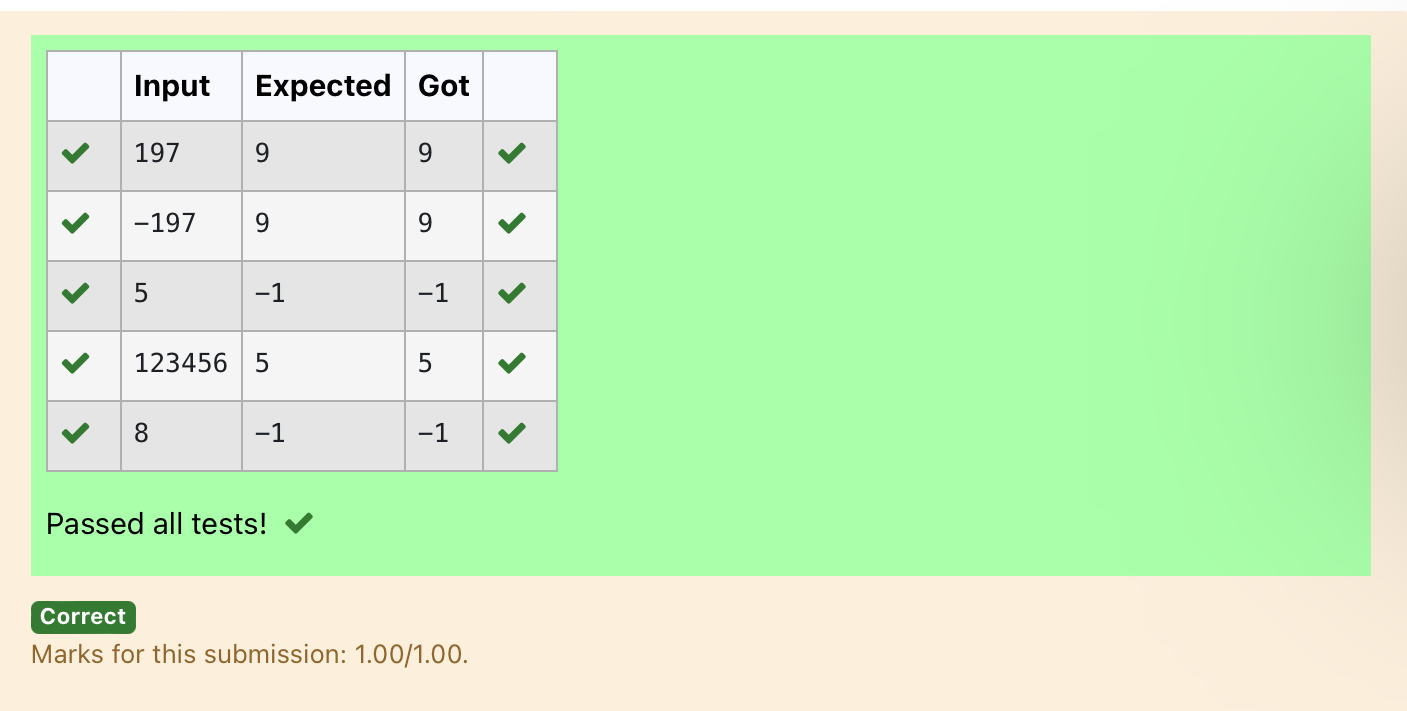 Input Expected Got
197 9 9
−197 9 9
5 −1 −1
123456 5 5
8 −1 −1
Passed all tests!
Correct
Marks for this submission: 1.00/1.00.